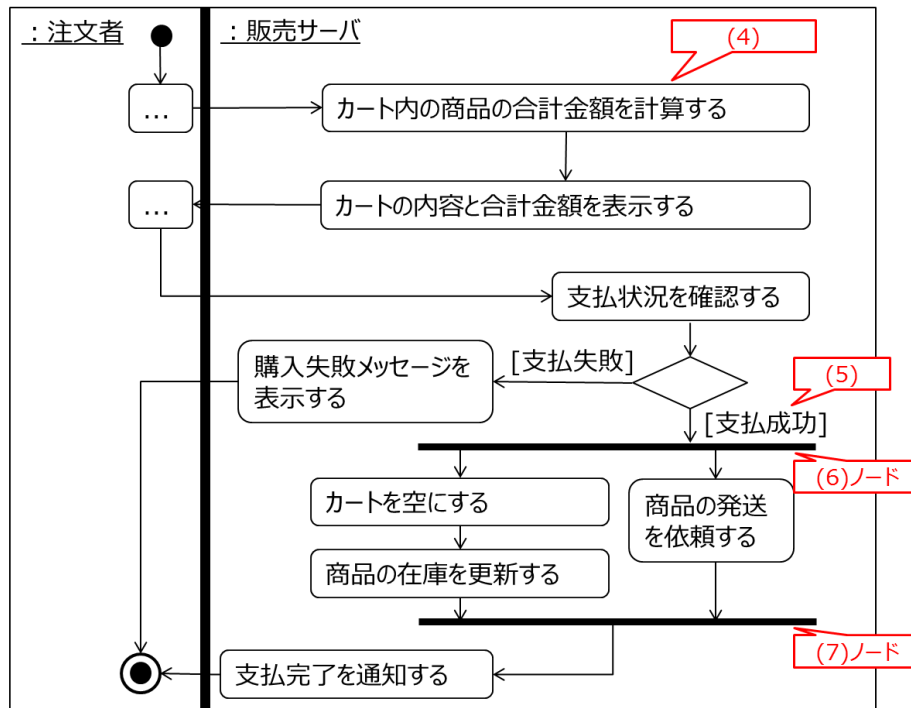 ：注文者
：販売サーバ
(4)
…
カート内の商品の合計金額を計算する
…
カートの内容と合計金額を表示する
支払状況を確認する
[支払失敗]
購入失敗メッセージを
表示する
(5)
[支払成功]
(6)ノード
カートを空にする
商品の発送
を依頼する
商品の在庫を更新する
(7)ノード
支払完了を通知する